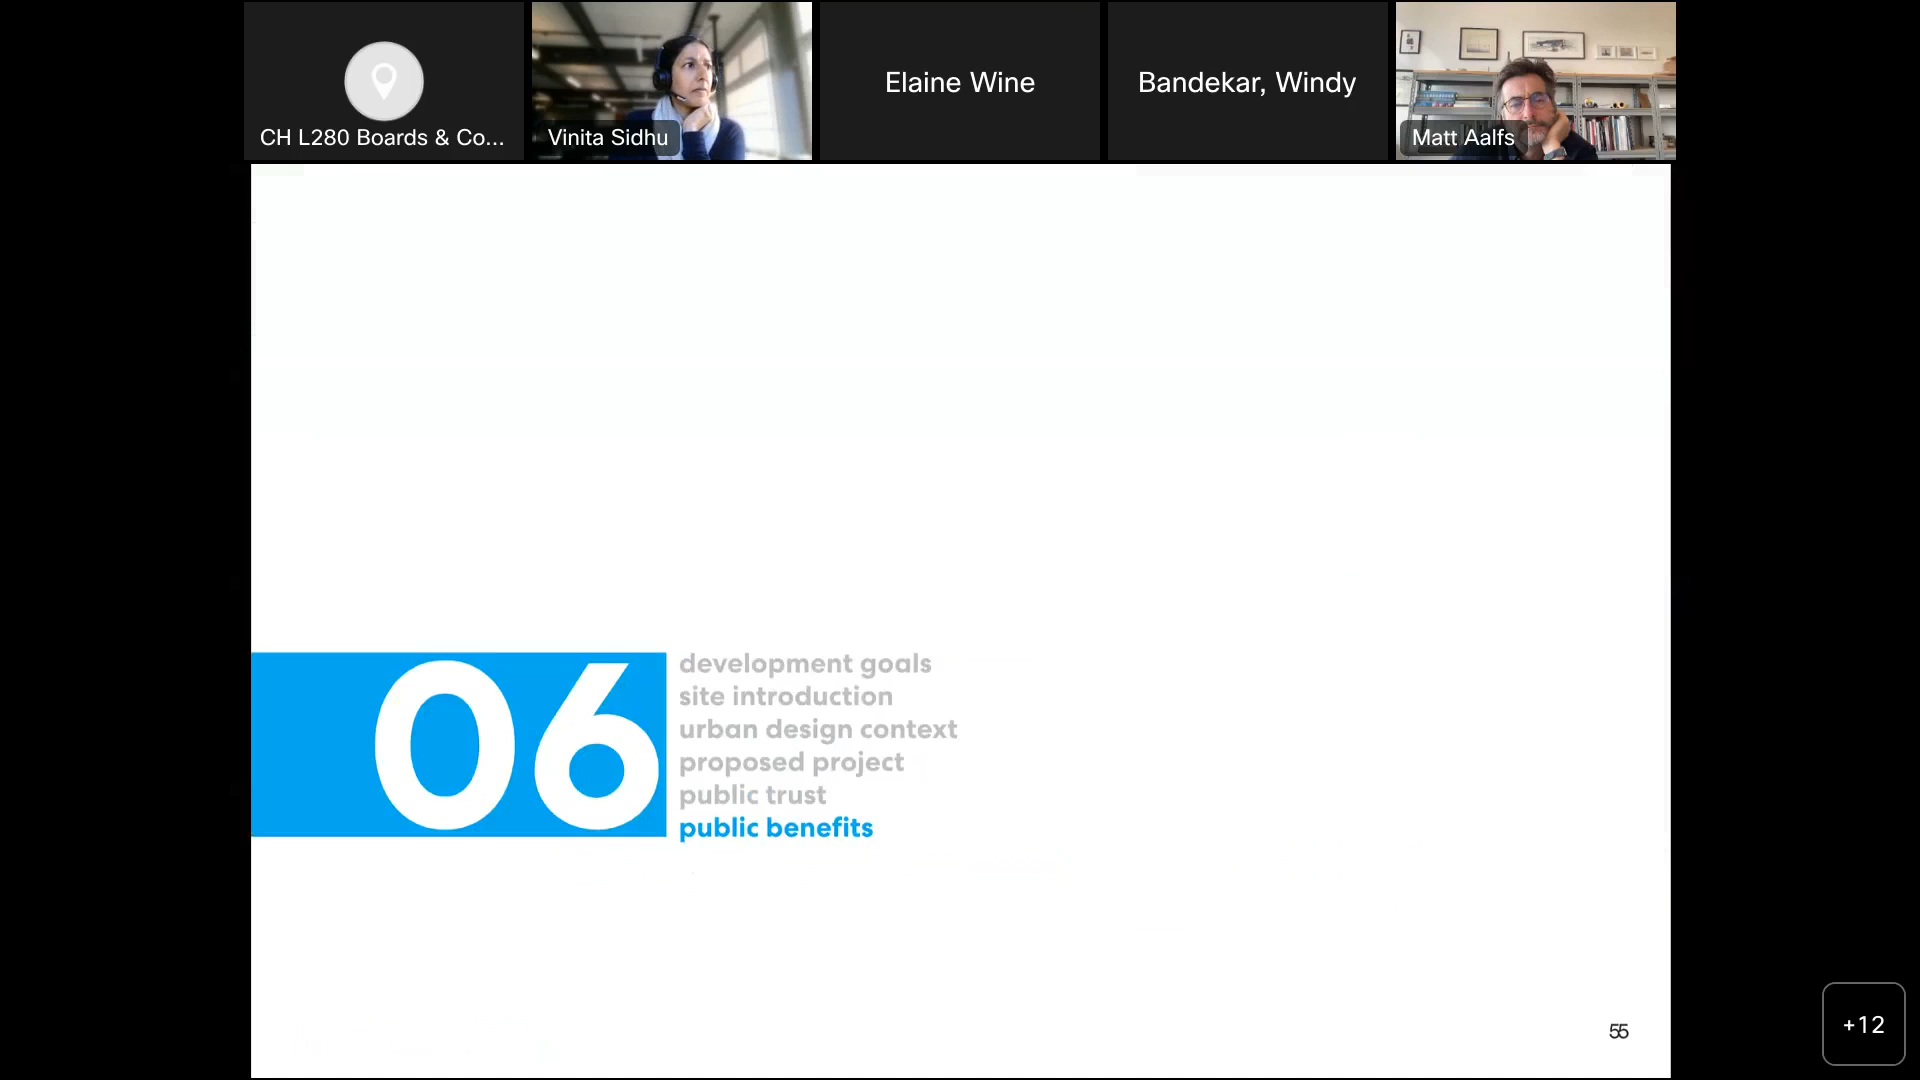 CH L280 Boards & Co...
Vinita Sidhu
Elaine Wine
Bandekar, Windy
Matt Aalfs
06
development goals
site introduction
urban design context
proposed project
public trust
public benefits
55
+12